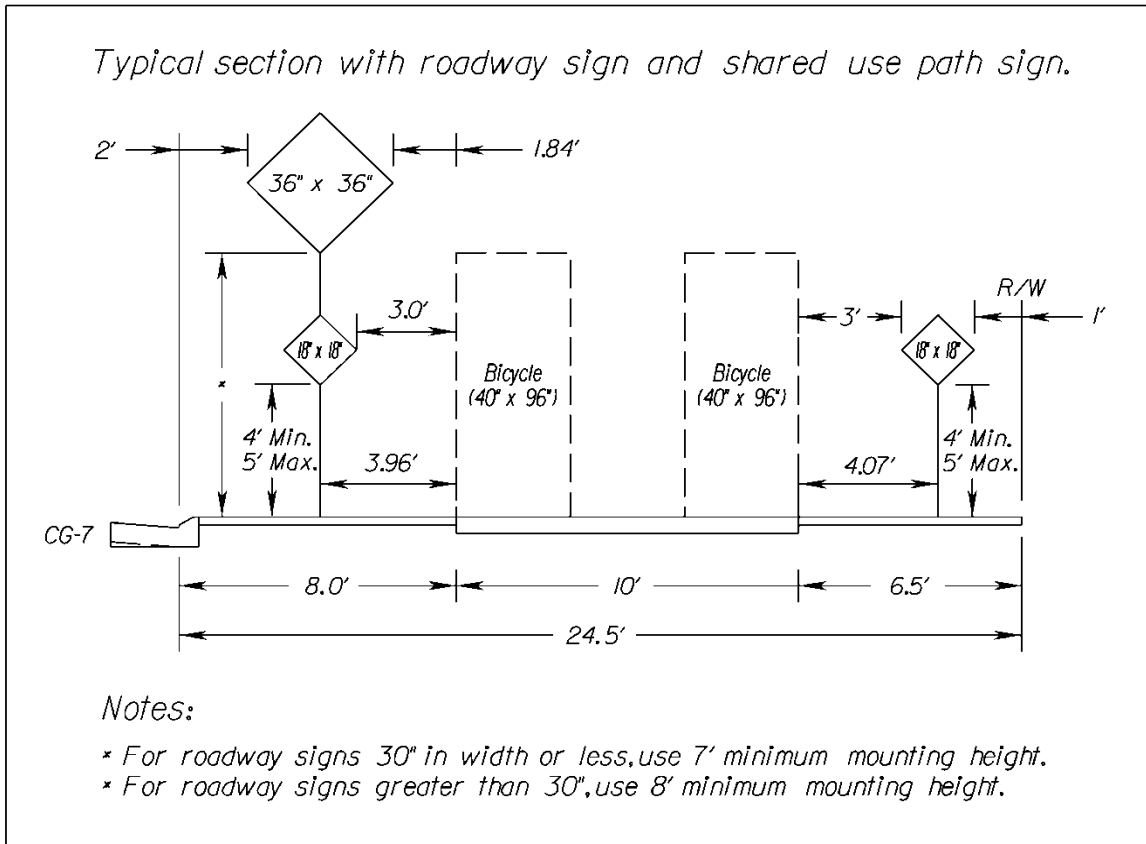 Typical section with roadway sign and shared use path sign.
2'
1.84'
36" x 36"
R/W
3.0'
3'
1'
18" x 18"
18" x 18"
Bicycle
(40" x 96")
Bicycle
(40" x 96")
*
4' Min.
5' Max.
4' Min.
5' Max.
3.96'
4.07'
CG-7
8.0'
10'
6.5'
24.5'
Notes:
* For roadway signs 30" in width or less, use 7' minimum mounting height.
* For roadway signs greater than 30", use 8' minimum mounting height.